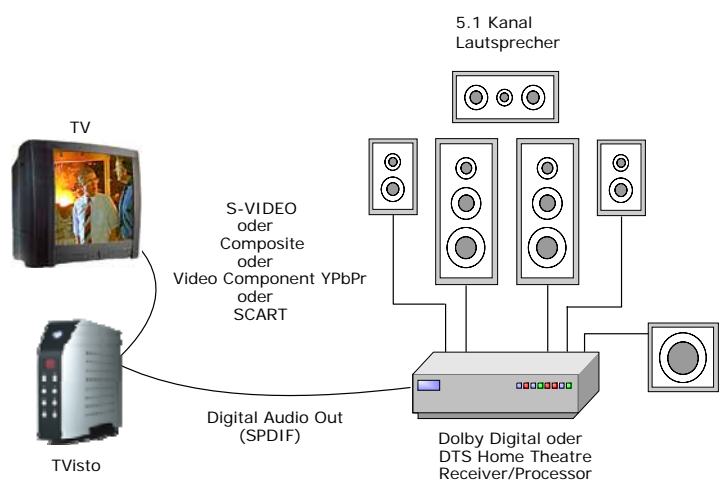 5.1 Kanal
Lautsprecher
TV
S-VIDEO
oder
Composite
oder
Video Component YPbPr
oder
SCART
Digital Audio Out
(SPDIF)
TVisto
Dolby Digital oder
DTS Home Theatre
Receiver/Processor